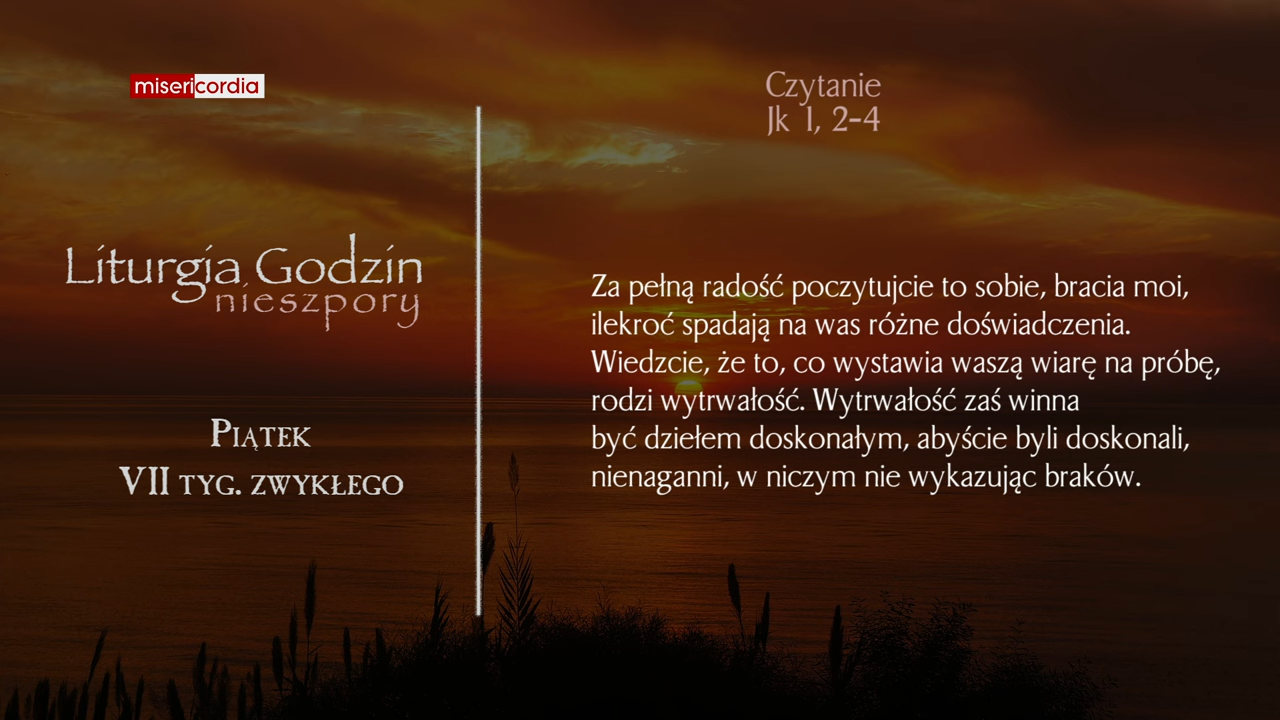 misericordia
Liturgia Godzin
nieszpory
Piątek
VII tyg. zwykłego
Czytanie
Jk 1, 2-4
Za pełną radość poczytujcie to sobie, bracia moi,
ilekroć spadają na was różne doświadczenia.
Wiedzcie, że to, co wystawia waszą wiarę na próbę,
rodzi wytrwałość. Wytrwałość zaś winna
być dziełem doskonałym, abyście byli doskonali,
nienaganni, w niczym nie wykazując braków.